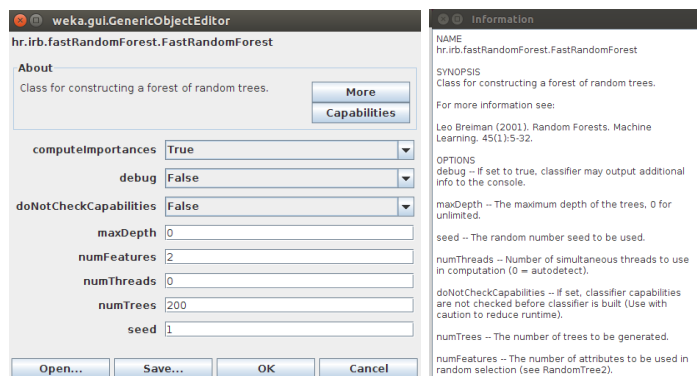 weka.gui.GenericObjectEditor
hr.irb.fastRandomForest.FastRandomForest
About
Class for constructing a forest of random trees.
More
Capabilities
computeImportances True
debug False
doNotCheckCapabilities False
maxDepth 0
numFeatures 2
numThreads 0
numTrees 200
seed 1
Open... Save... OK Cancel
Information
NAME
hr.irb.fastRandomForest.FastRandomForest
SYNOPSIS
Class for constructing a forest of random trees.
For more information see:
Leo Breiman (2001). Random Forests. Machine
Learning. 45(1):5-32.
OPTIONS
debug -- If set to true, classifier may output additional
info to the console.
maxDepth -- The maximum depth of the trees, 0 for
unlimited.
seed -- The random number seed to be used.
numThreads -- Number of simultaneous threads to use
in computation (0 = autodetect).
doNotCheckCapabilities -- If set, classifier capabilities
are not checked before classifier is built (Use with
caution to reduce runtime).
numTrees -- The number of trees to be generated.
numFeatures -- The number of attributes to be used in
random selection (see RandomTree2).